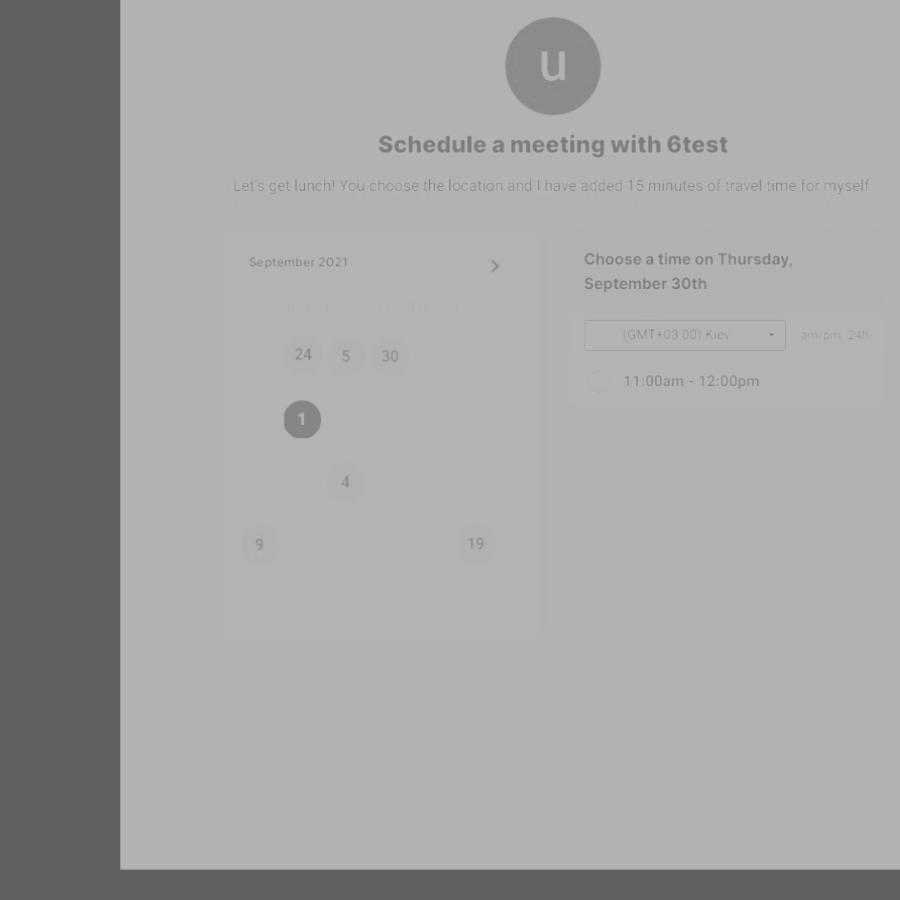 u
Schedule a meeting with 6test
Let's get lunch! You choose the location and I have added 15 minutes of travel time for myself.
September 2021
24 5 30
1
4
9 19
Choose a time on Thursday,
September 30th
(GMT+03:00) Kiev
am/pm 24h
11:00am - 12:00pm